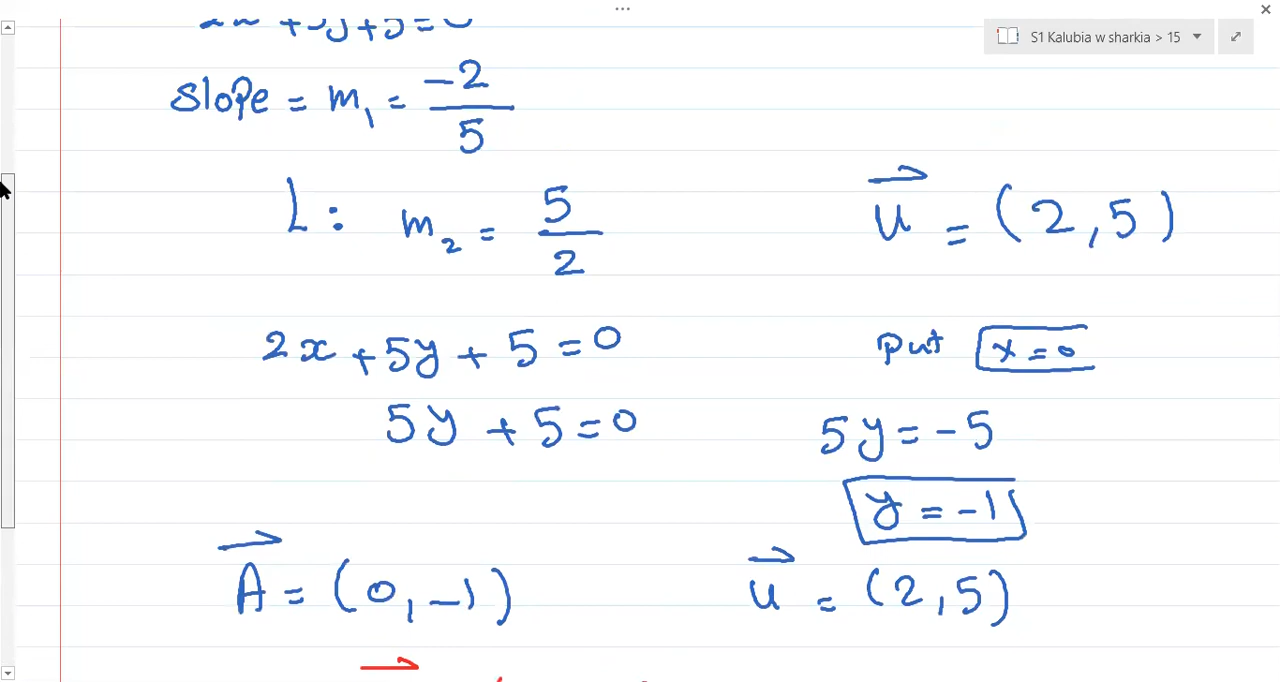 S1 Kalubia w sharkia > 15
slope = m₁ = -2/5
L: m₂ = 5/2
u = (2, 5)
2x + 5y + 5 = 0
put x = 0
5y + 5 = 0
5y = -5
y = -1
A = (0, -1)
u = (2, 5)